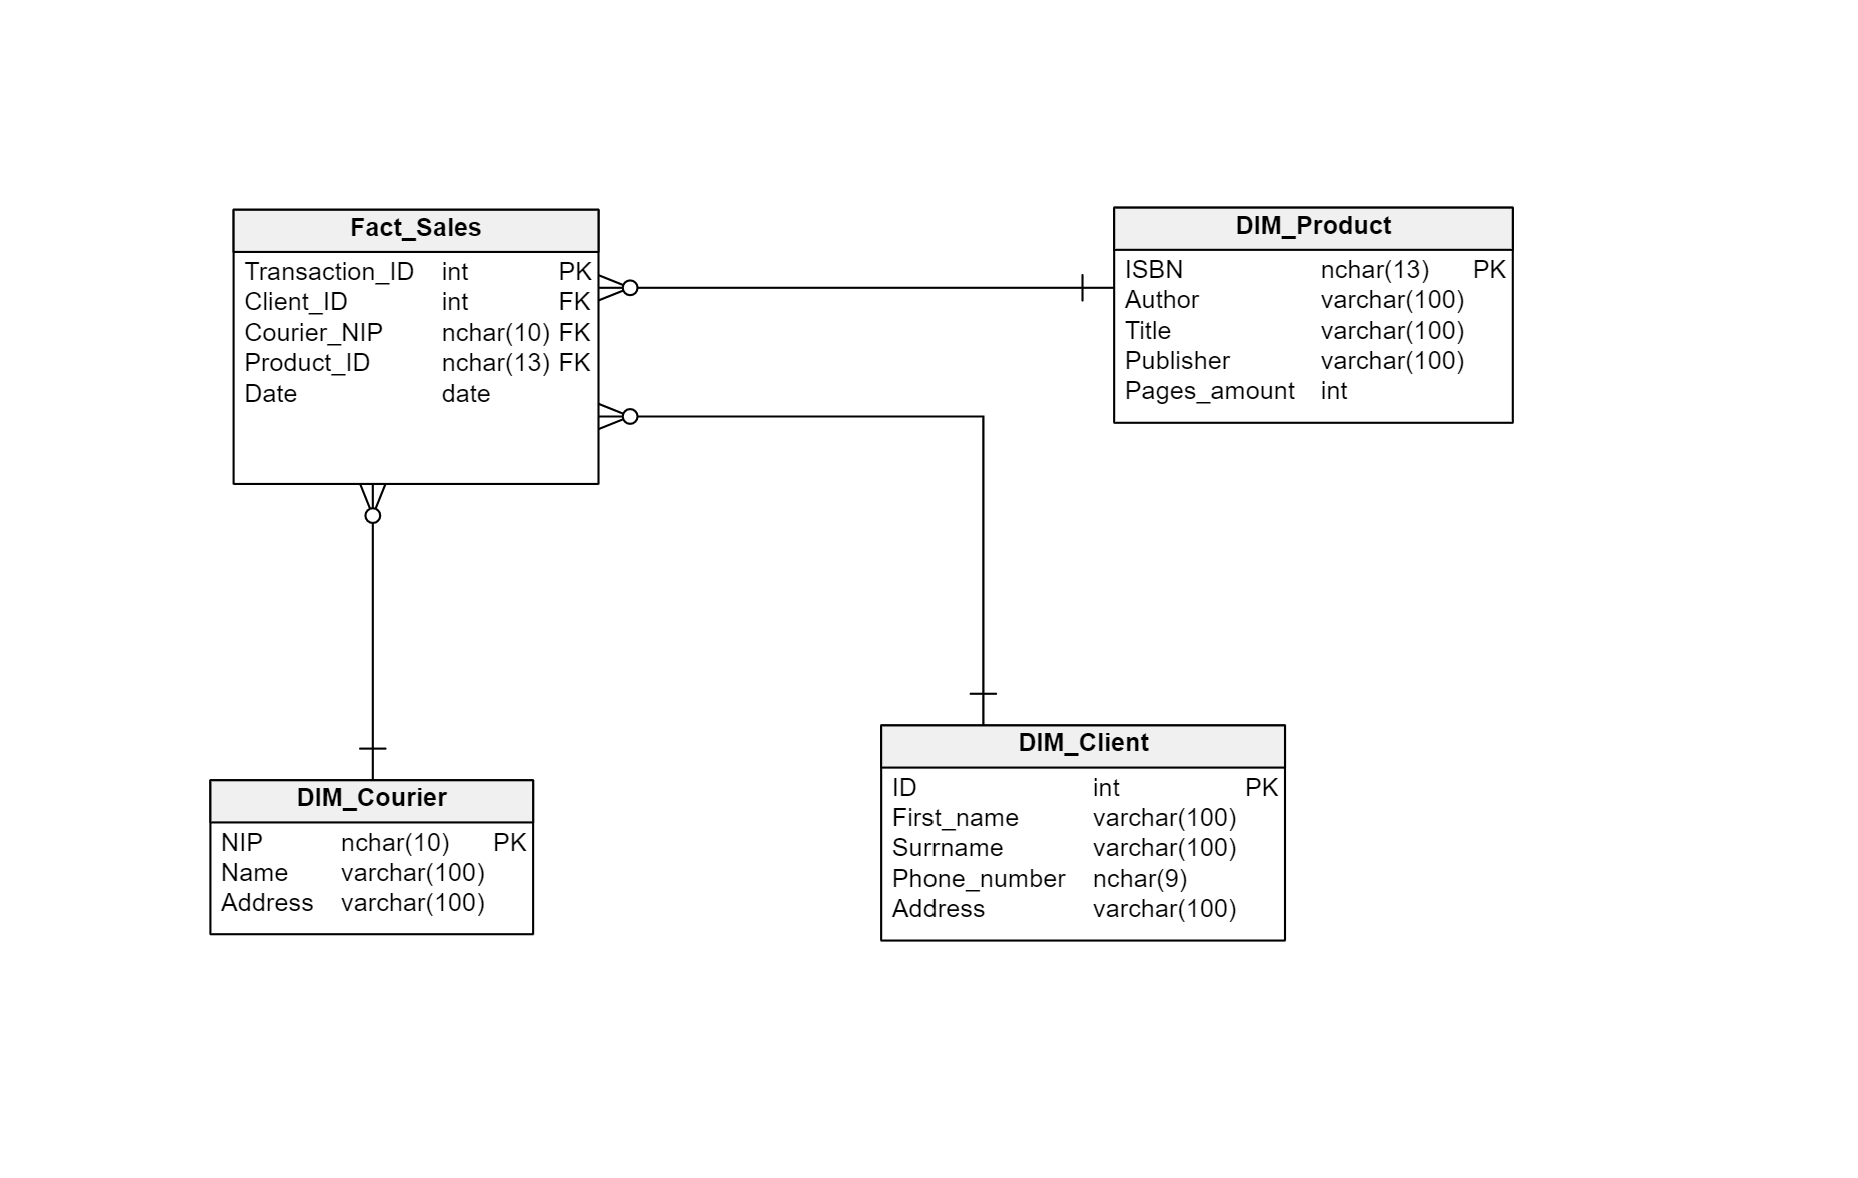 Fact_Sales
Transaction_ID int PK
Client_ID int FK
Courier_NIP nchar(10) FK
Product_ID nchar(13) FK
Date date
DIM_Product
ISBN nchar(13) PK
Author varchar(100)
Title varchar(100)
Publisher varchar(100)
Pages_amount int
DIM_Courier
NIP nchar(10) PK
Name varchar(100)
Address varchar(100)
DIM_Client
ID int PK
First_name varchar(100)
Surrname varchar(100)
Phone_number nchar(9)
Address varchar(100)